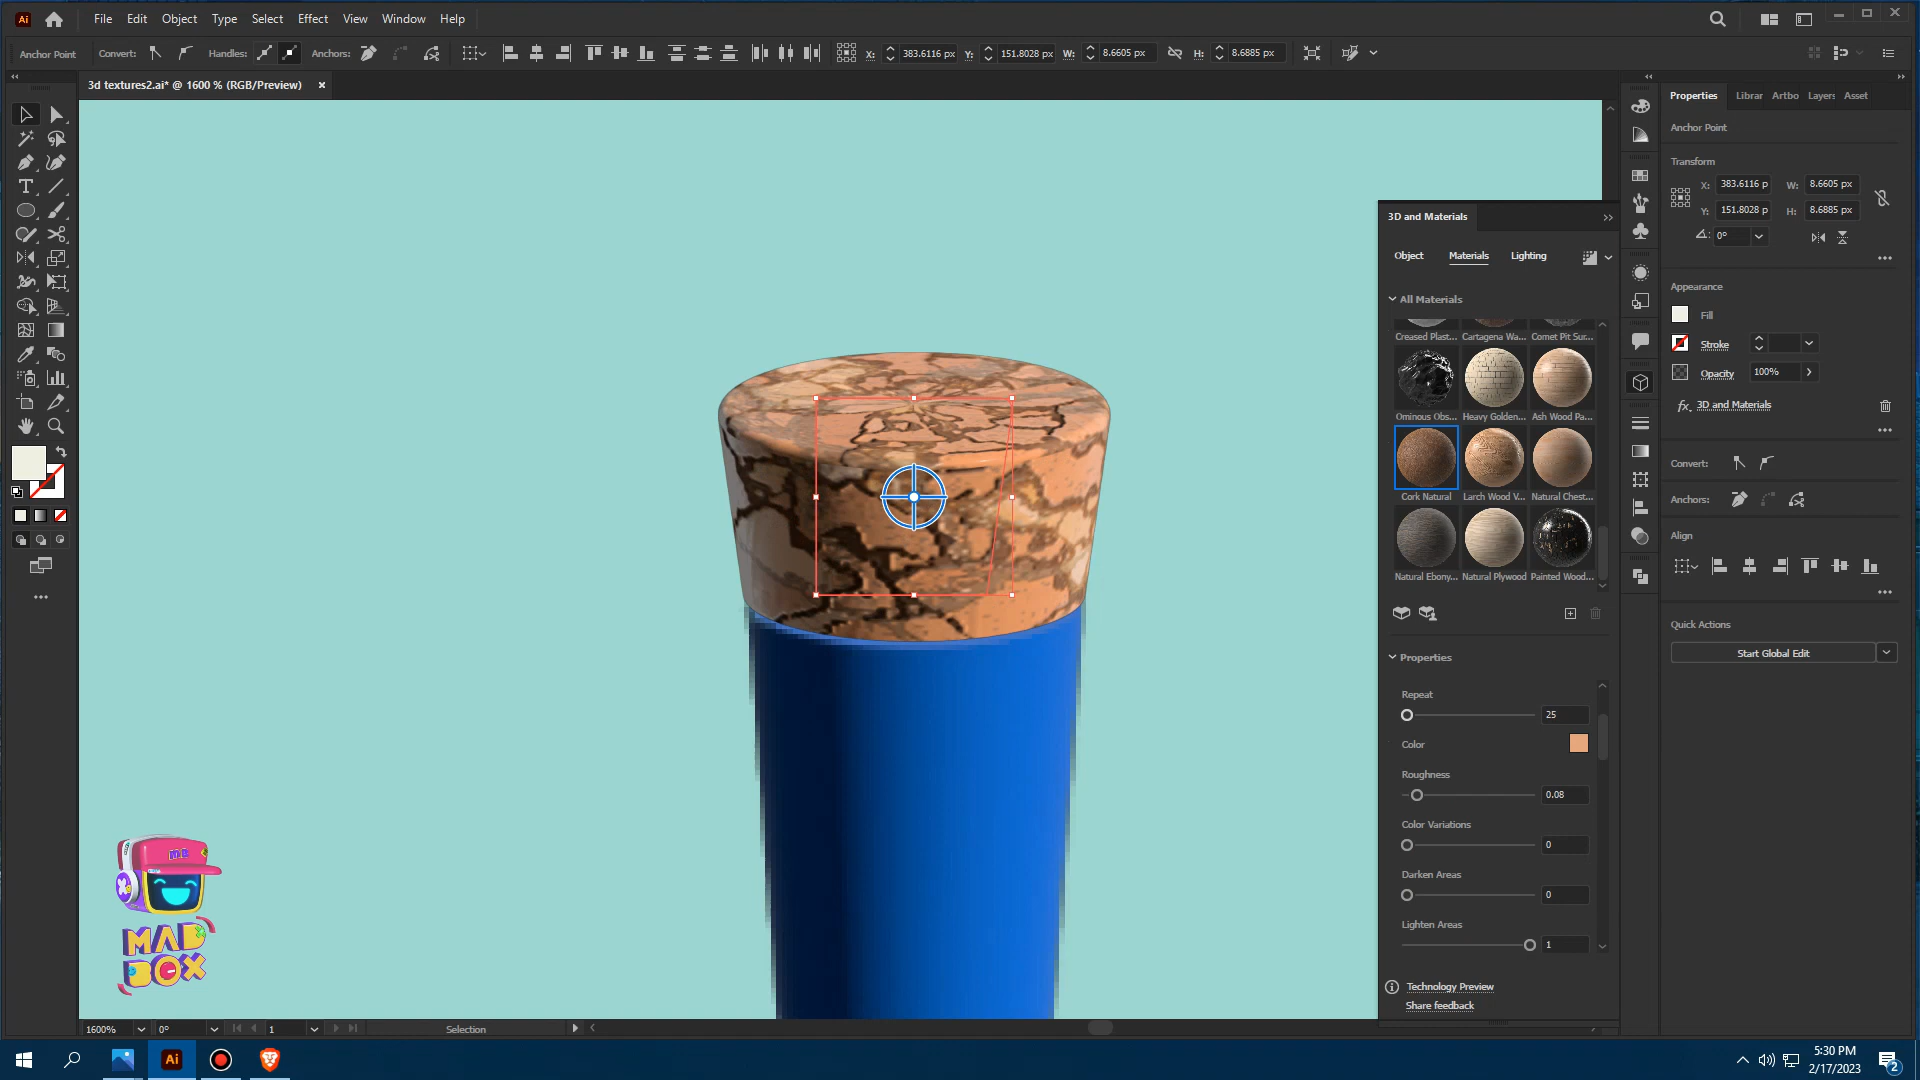 Ai File Edit Object Type Select Effect View Window Help
Anchor Point Convert: Handles: Anchors: X: 383.6116 px Y: 151.8028 px W: 8.6605 px H: 8.6885 px
3d textures2.ai* @ 1600 % (RGB/Preview) ×
Properties Librar Artbo Layers Asset
Anchor Point
Transform
X: 383.6116 p W: 8.6605 px
Y: 151.8028 p H: 8.6885 px
0°
Appearance
Fill
Stroke
Opacity 100%
fx. 3D and Materials
Convert:
Anchors:
Align
Quick Actions
Start Global Edit
3D and Materials
Object Materials Lighting
All Materials
Creased Plast... Cartagena Wa... Comet Pit Sur...
Ominous Obs... Heavy Golden... Ash Wood Pa...
Cork Natural Larch Wood V... Natural Chest...
Natural Ebony... Natural Plywood Painted Wood...
Properties
Repeat
25
Color
Roughness
0.08
Color Variations
0
Darken Areas
0
Lighten Areas
1
Technology Preview
Share feedback
MB
MAD
BOX
1600% 0° 1 Selection
Ai
5:30 PM
2/17/2023
2